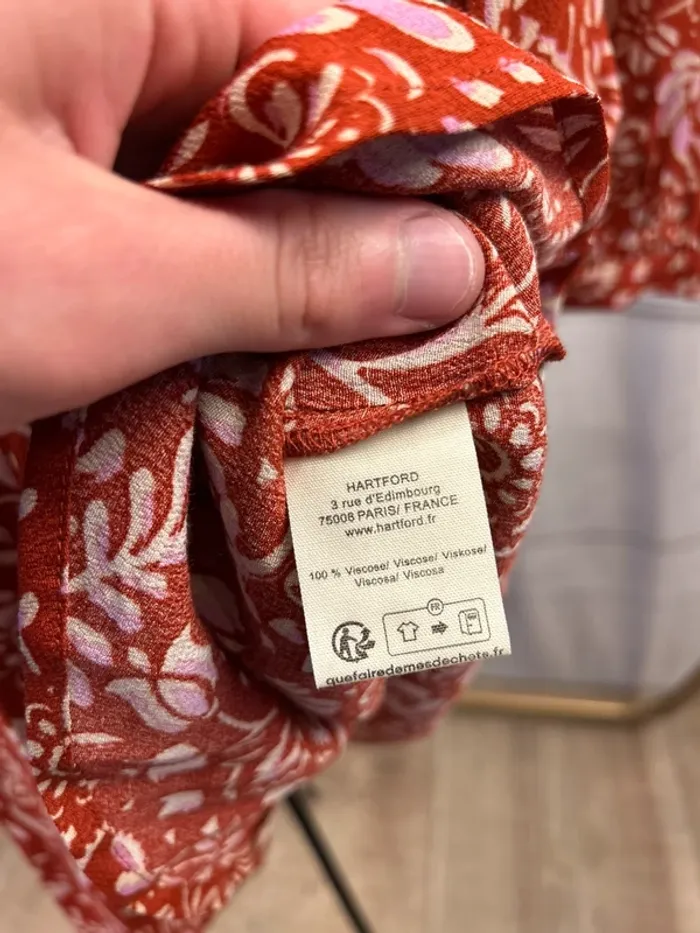 HARTFORD
3 rue d'Edimbourg
75008 PARIS/ FRANCE
www.hartford.fr
100 % Viscose/ Viscose/ Viskose/
Viscosa/ Viscosa
FR
quefairedemesdechets.fr